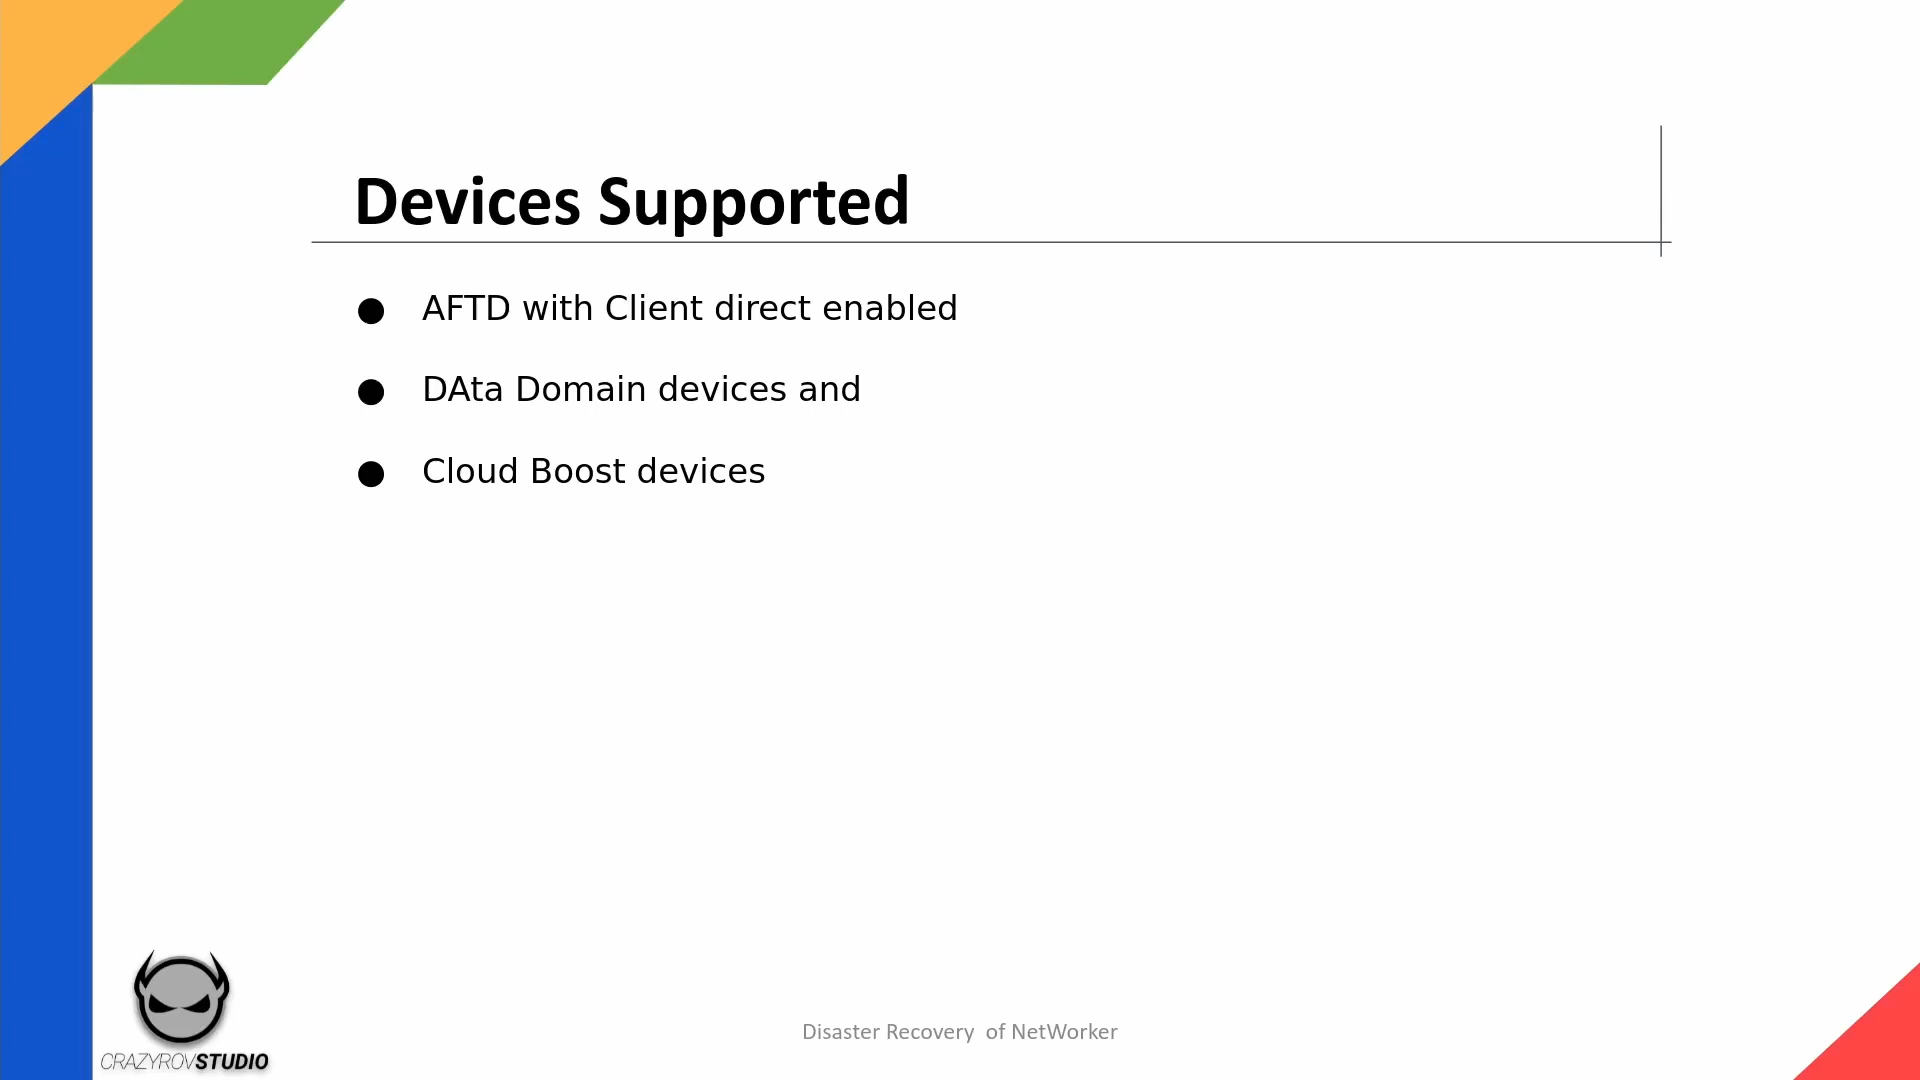 Devices Supported
● AFTD with Client direct enabled
● DAta Domain devices and
● Cloud Boost devices
CRAZYROVSTUDIO
Disaster Recovery  of NetWorker